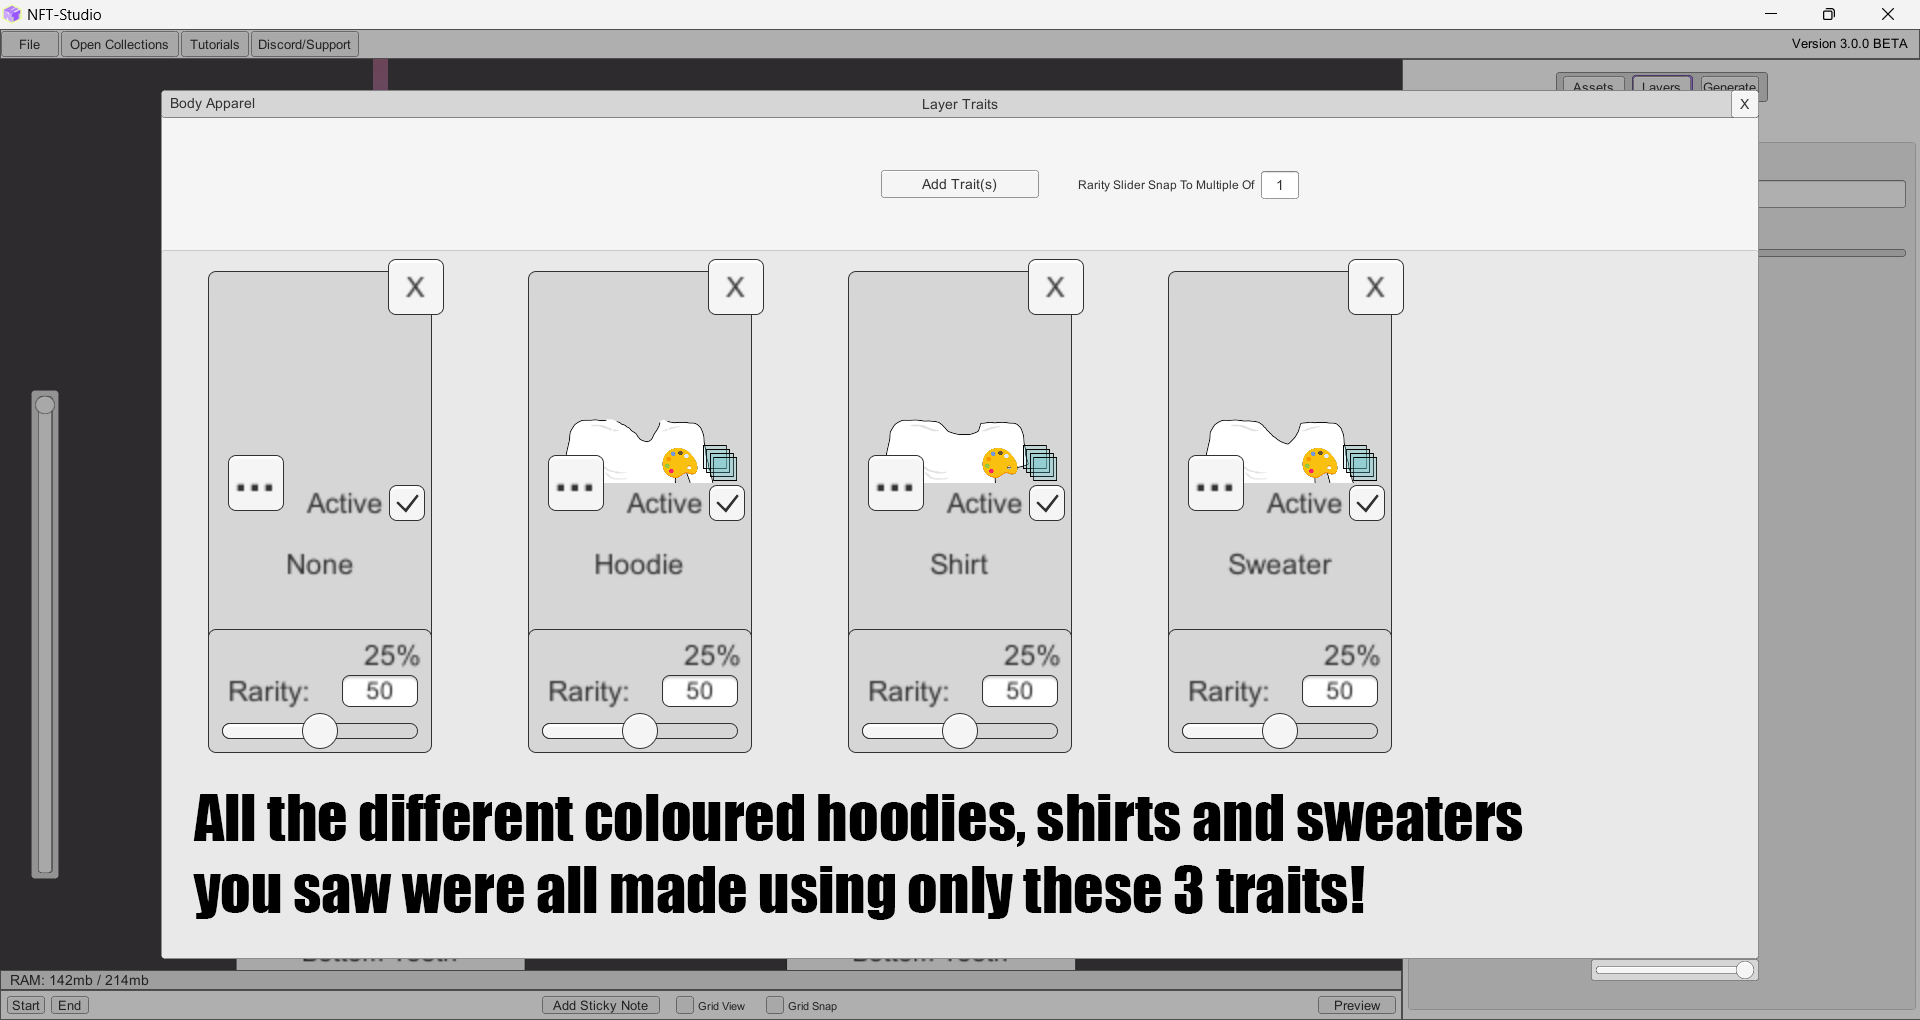 NFT-Studio
File Open Collections Tutorials Discord/Support Version 3.0.0 BETA
Assets Layers Generate
Body Apparel Layer Traits X
Add Trait(s) Rarity Slider Snap To Multiple Of 1
X X X X
... ... ... ...
Active Active Active Active
None Hoodie Shirt Sweater
25% 25% 25% 25%
Rarity: 50 Rarity: 50 Rarity: 50 Rarity: 50
All the different coloured hoodies, shirts and sweaters
you saw were all made using only these 3 traits!
Bottom Teeth Bottom Teeth
RAM: 142mb / 214mb
Start End Add Sticky Note Grid View Grid Snap Preview